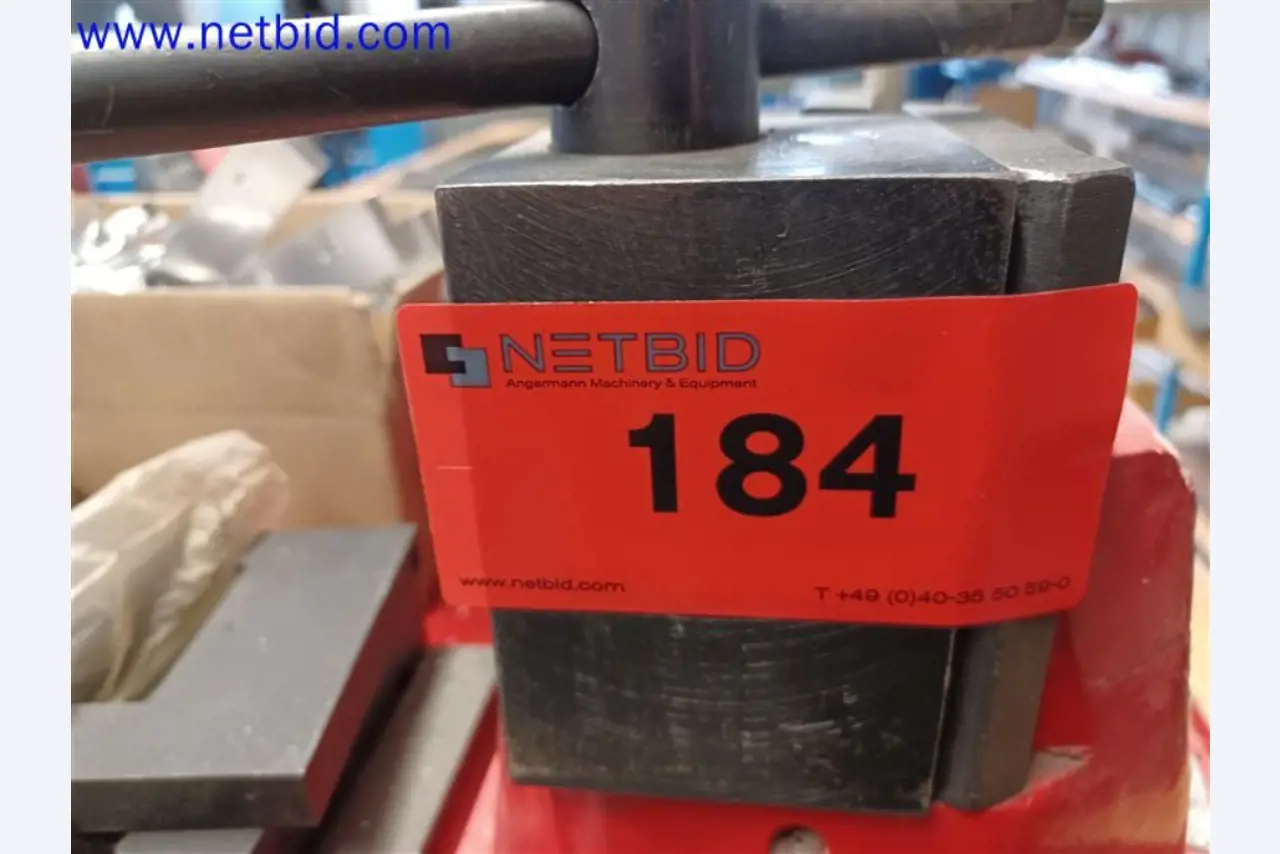 www.netbid.com
NETBID
Angermann Machinery & Equipment
184
www.netbid.com
T +49 (0)40-35 50 59-0